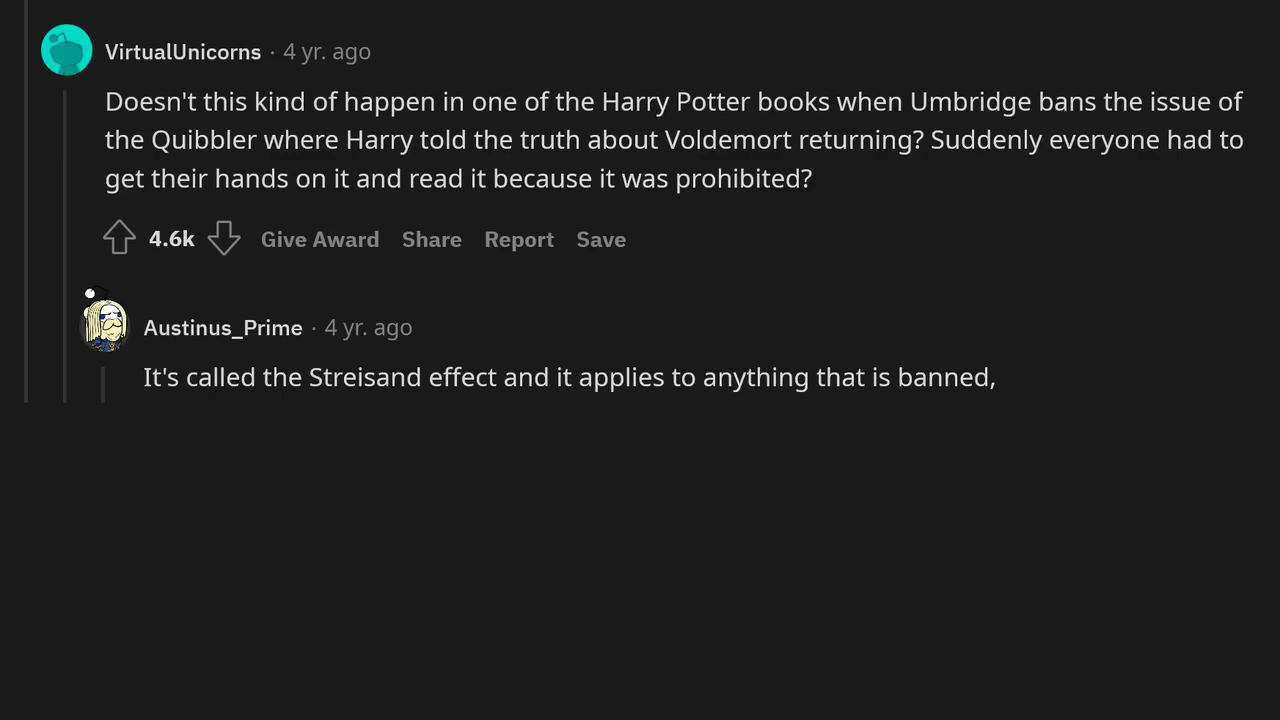 VirtualUnicorns · 4 yr. ago
Doesn't this kind of happen in one of the Harry Potter books when Umbridge bans the issue of
the Quibbler where Harry told the truth about Voldemort returning? Suddenly everyone had to
get their hands on it and read it because it was prohibited?
4.6k Give Award Share Report Save
Austinus_Prime · 4 yr. ago
It's called the Streisand effect and it applies to anything that is banned,